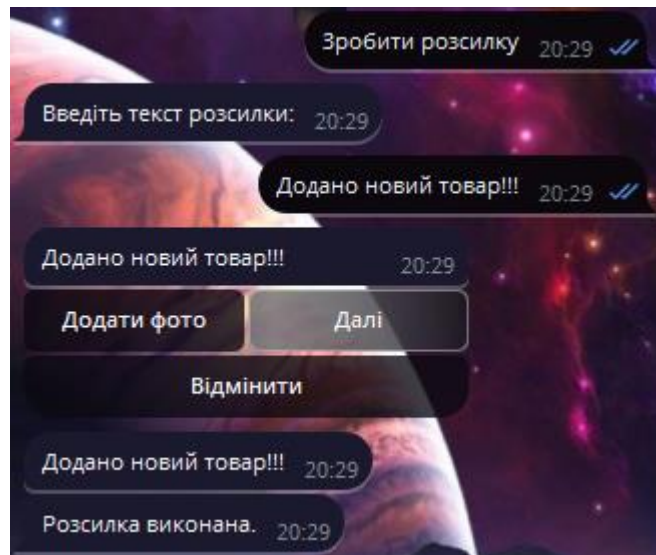 Зробити розсилку 20:29
Введіть текст розсилки: 20:29
Додано новий товар!!! 20:29
Додано новий товар!!! 20:29
Додати фото Далі
Відмінити
Додано новий товар!!! 20:29
Розсилка виконана. 20:29